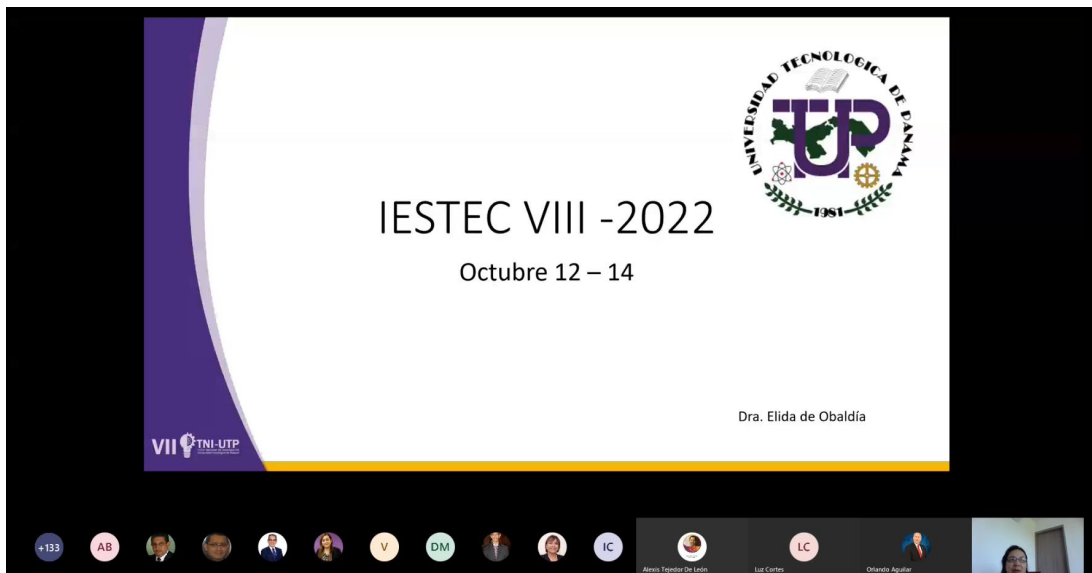 UNIVERSIDAD TECNOLOGICA DE PANAMA
UTP
1981
IESTEC VIII -2022
Octubre 12 – 14
Dra. Elida de Obaldía
VII TNI-UTP
+133
AB
V
DM
IC
LC
Alexis Tejedor De León
Luz Cortes
Orlando Aguilar